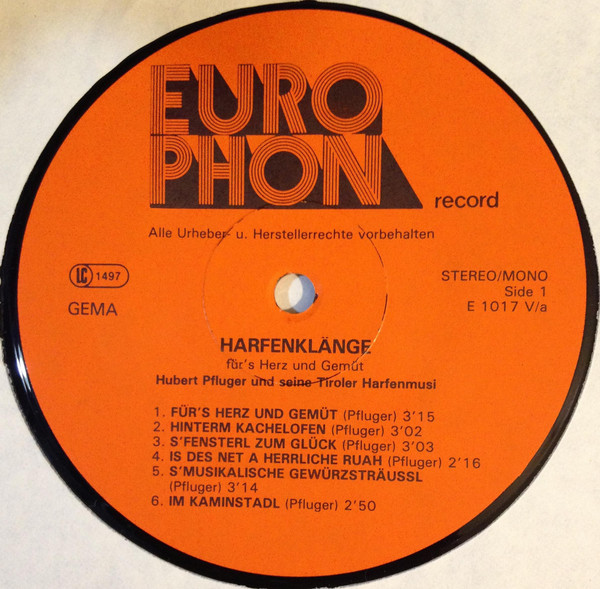 EURO
PHON
record
Alle Urheber- u. Herstellerrechte vorbehalten
LC 1497
GEMA
STEREO/MONO
Side 1
E 1017 V/a
HARFENKLÄNGE
für's Herz und Gemüt
Hubert Pfluger und seine Tiroler Harfenmusi
1. FÜR'S HERZ UND GEMÜT (Pfluger) 3'15
2. HINTERM KACHELOFEN (Pfluger) 3'02
3. S'FENSTERL ZUM GLÜCK (Pfluger) 3'03
4. IS DES NET A HERRLICHE RUAH (Pfluger) 2'16
5. S'MUSIKALISCHE GEWÜRZSTRÄUSSL
(Pfluger) 3'14
6. IM KAMINSTADL (Pfluger) 2'50